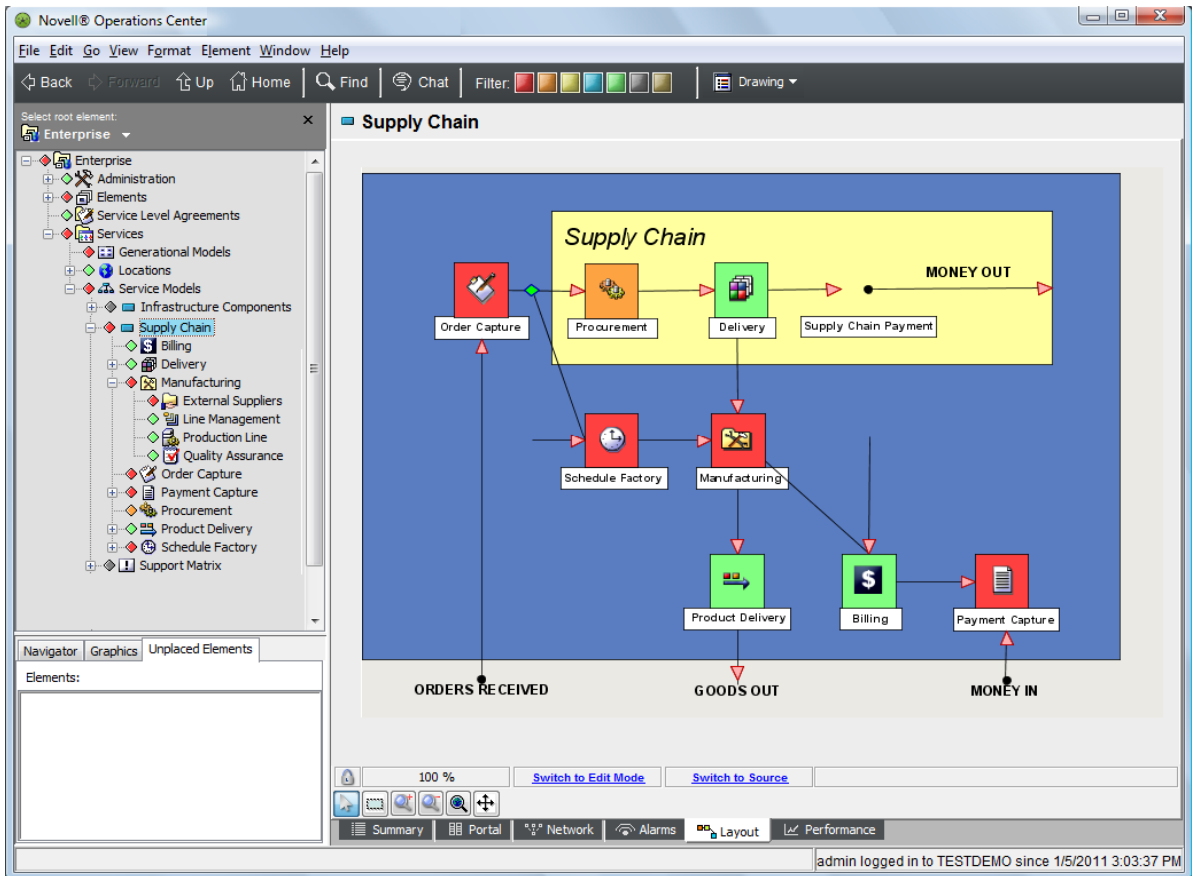 Novell® Operations Center
File Edit Go View Format Element Window Help
Back Forward Up Home Find Chat Filter: Drawing
Select root element:
Enterprise
Enterprise
Administration
Elements
Service Level Agreements
Services
Generational Models
Locations
Service Models
Infrastructure Components
Supply Chain
Billing
Delivery
Manufacturing
External Suppliers
Line Management
Production Line
Quality Assurance
Order Capture
Payment Capture
Procurement
Product Delivery
Schedule Factory
Support Matrix
Navigator Graphics Unplaced Elements
Elements:
Supply Chain
Supply Chain
MONEY OUT
Order Capture Procurement Delivery Supply Chain Payment
Schedule Factory Manufacturing
$
Product Delivery Billing Payment Capture
ORDERS RECEIVED GOODS OUT MONEY IN
100 % Switch to Edit Mode Switch to Source
Summary Portal Network Alarms Layout Performance
admin logged in to TESTDEMO since 1/5/2011 3:03:37 PM